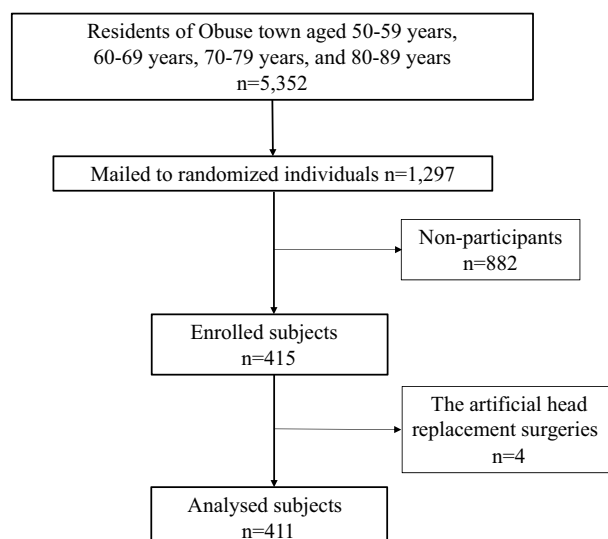 Residents of Obuse town aged 50-59 years,
60-69 years, 70-79 years, and 80-89 years
n=5,352
Mailed to randomized individuals n=1,297
Non-participants
n=882
Enrolled subjects
n=415
The artificial head
replacement surgeries
n=4
Analysed subjects
n=411